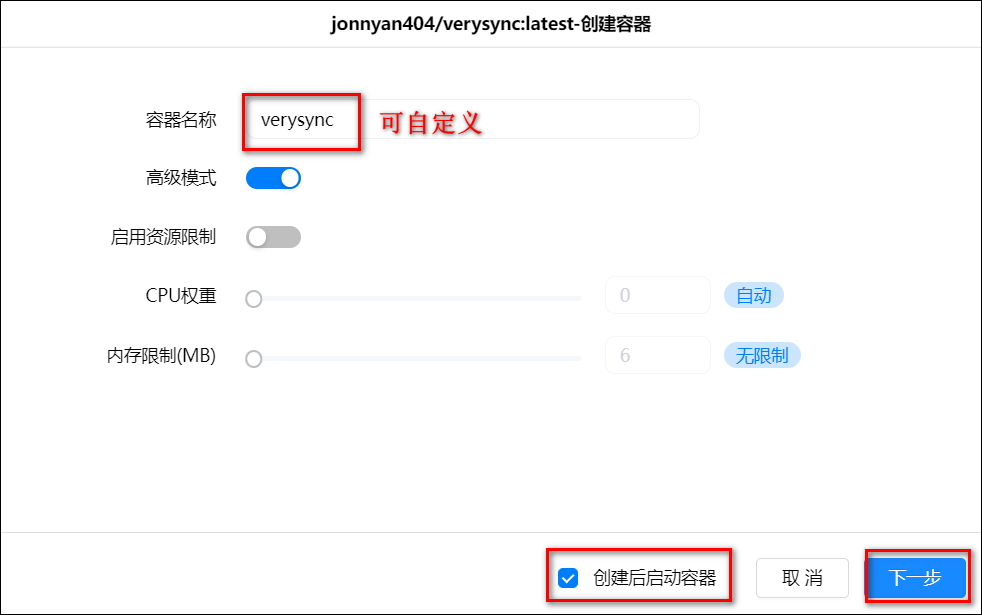 jonnyan404/verysync:latest-创建容器
容器名称 verysync 可自定义
高级模式
启用资源限制
CPU权重 0 自动
内存限制(MB) 6 无限制
创建后启动容器 取消 下一步